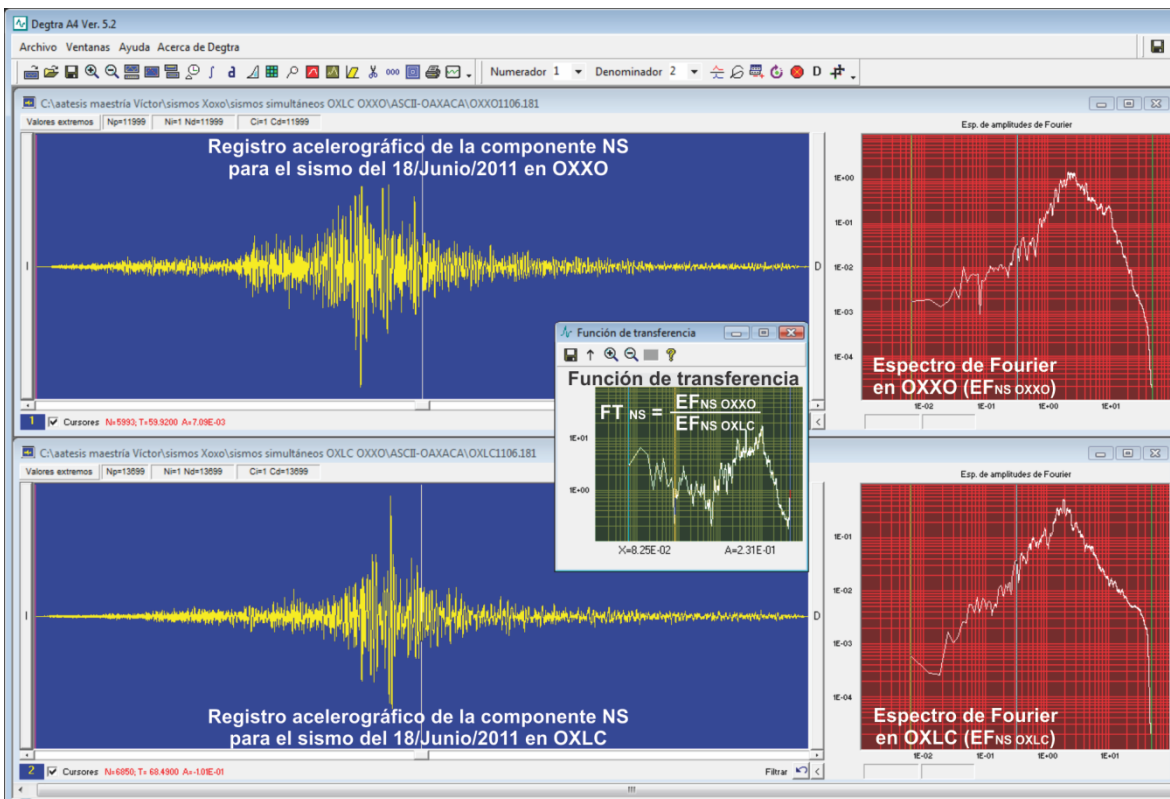 Degtra A4 Ver. 5.2
Archivo Ventanas Ayuda Acerca de Degtra
Numerador 1 Denominador 2 D
C:\aatesis maestría Víctor\sismos Xoxo\sismos simultáneos OXLC OXXO\ASCII-OAXACA\OXXO1106.181
Valores extremos Np=11999 Ni=1 Nd=11999 Ci=1 Cd=11999
Registro acelerográfico de la componente NS
para el sismo del 18/Junio/2011 en OXXO
I
D
Cursores N=5993; T=59.9200 A=7.09E-03
1
Esp. de amplitudes de Fourier
1E+00
1E-01
1E-02
1E-03
1E-04
Espectro de Fourier
en OXXO (EFNS OXXO)
1E-02 1E-01 1E+00 1E+01
Función de transferencia
Función de transferencia
FT NS = EFNS OXXO
EFNS OXLC
1E+01
1E+00
X=8.25E-02 A=2.31E-01
C:\aatesis maestría Víctor\sismos Xoxo\sismos simultáneos OXLC OXXO\ASCII-OAXACA\OXLC1106.181
Valores extremos Np=13699 Ni=1 Nd=13699 Ci=1 Cd=13699
I
D
Registro acelerográfico de la componente NS
para el sismo del 18/Junio/2011 en OXLC
2 Cursores N=6850; T= 68.4900 A=-1.01E-01
Filtrar
Esp. de amplitudes de Fourier
1E-01
1E-02
1E-03
1E-04
Espectro de Fourier
en OXLC (EFNS OXLC)
1E-02 1E-01 1E+00 1E+01